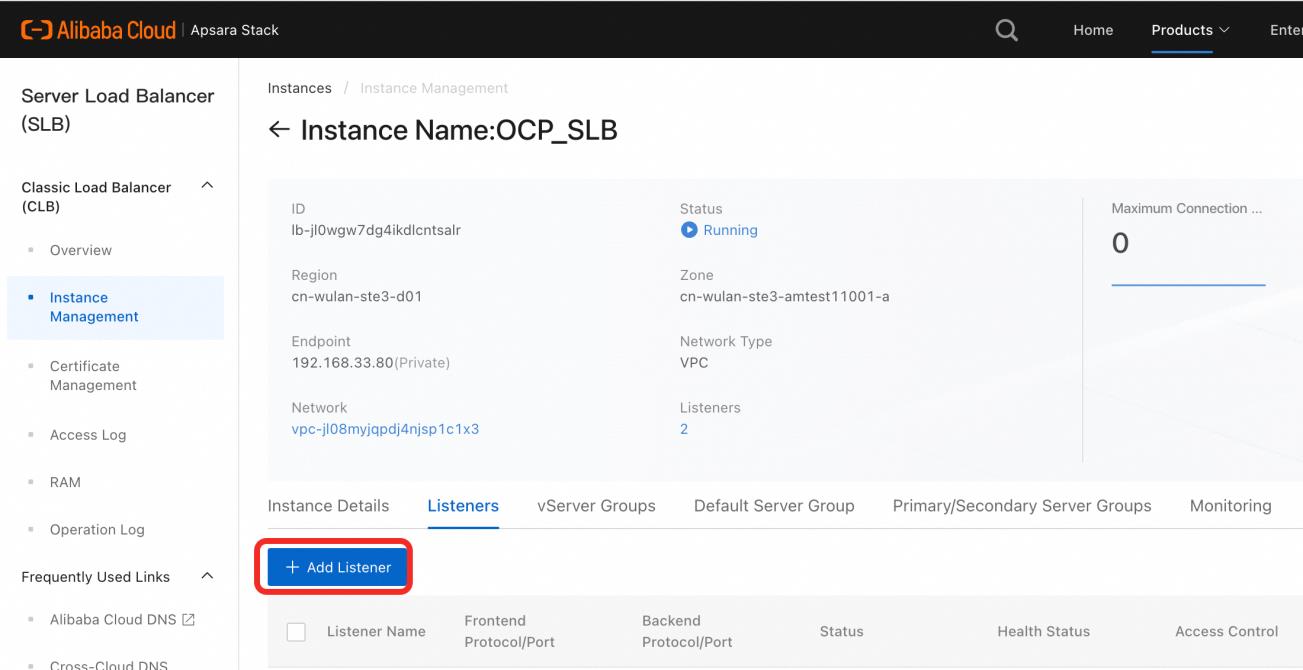 Alibaba Cloud | Apsara Stack
Home
Products
Enter
Server Load Balancer
(SLB)
Classic Load Balancer
(CLB)
Overview
Instance
Management
Certificate
Management
Access Log
RAM
Operation Log
Frequently Used Links
Alibaba Cloud DNS
Cross-Cloud DNS
Instances / Instance Management
← Instance Name:OCP_SLB
ID
lb-jl0wgw7dg4ikdlcntsalr
Status
Running
Region
cn-wulan-ste3-d01
Zone
cn-wulan-ste3-amtest11001-a
Endpoint
192.168.33.80(Private)
Network Type
VPC
Network
vpc-jl08myjqpdj4njsp1c1x3
Listeners
2
Maximum Connection ...
0
Instance Details
Listeners
vServer Groups
Default Server Group
Primary/Secondary Server Groups
Monitoring
+ Add Listener
Listener Name
Frontend
Protocol/Port
Backend
Protocol/Port
Status
Health Status
Access Control